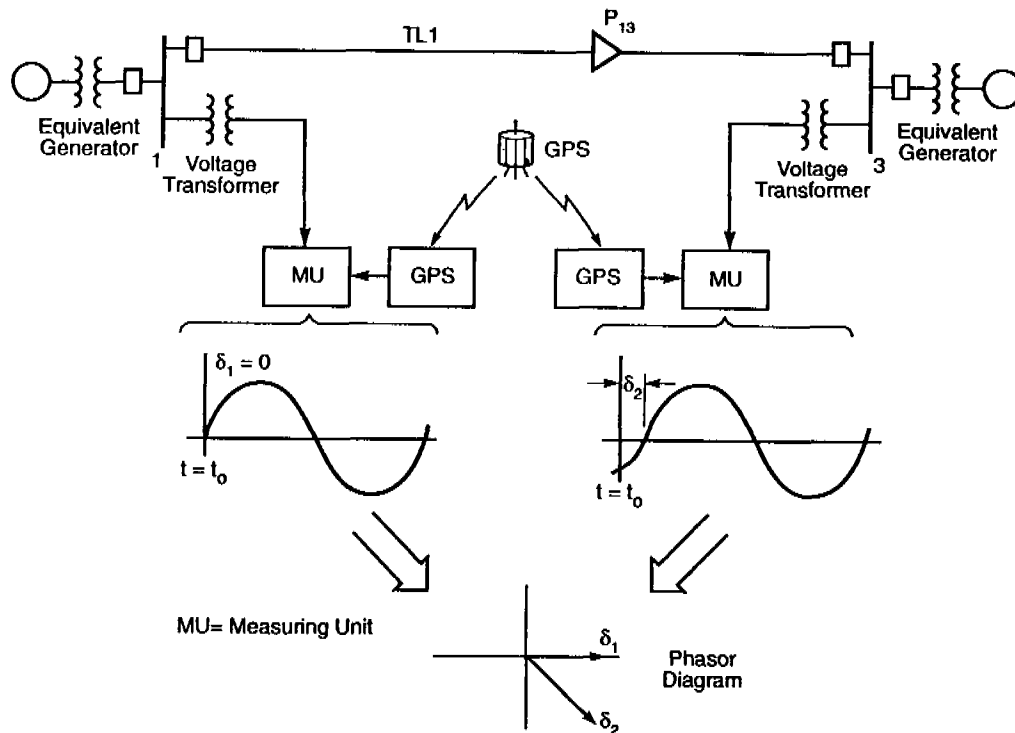 P13
TL1
Equivalent
Generator
1
Voltage
Transformer
GPS
Voltage
Transformer
3
Equivalent
Generator
MU
GPS
GPS
MU
δ1 = 0
t = to
δ2
t = to
MU= Measuring Unit
δ1
δ2
Phasor
Diagram